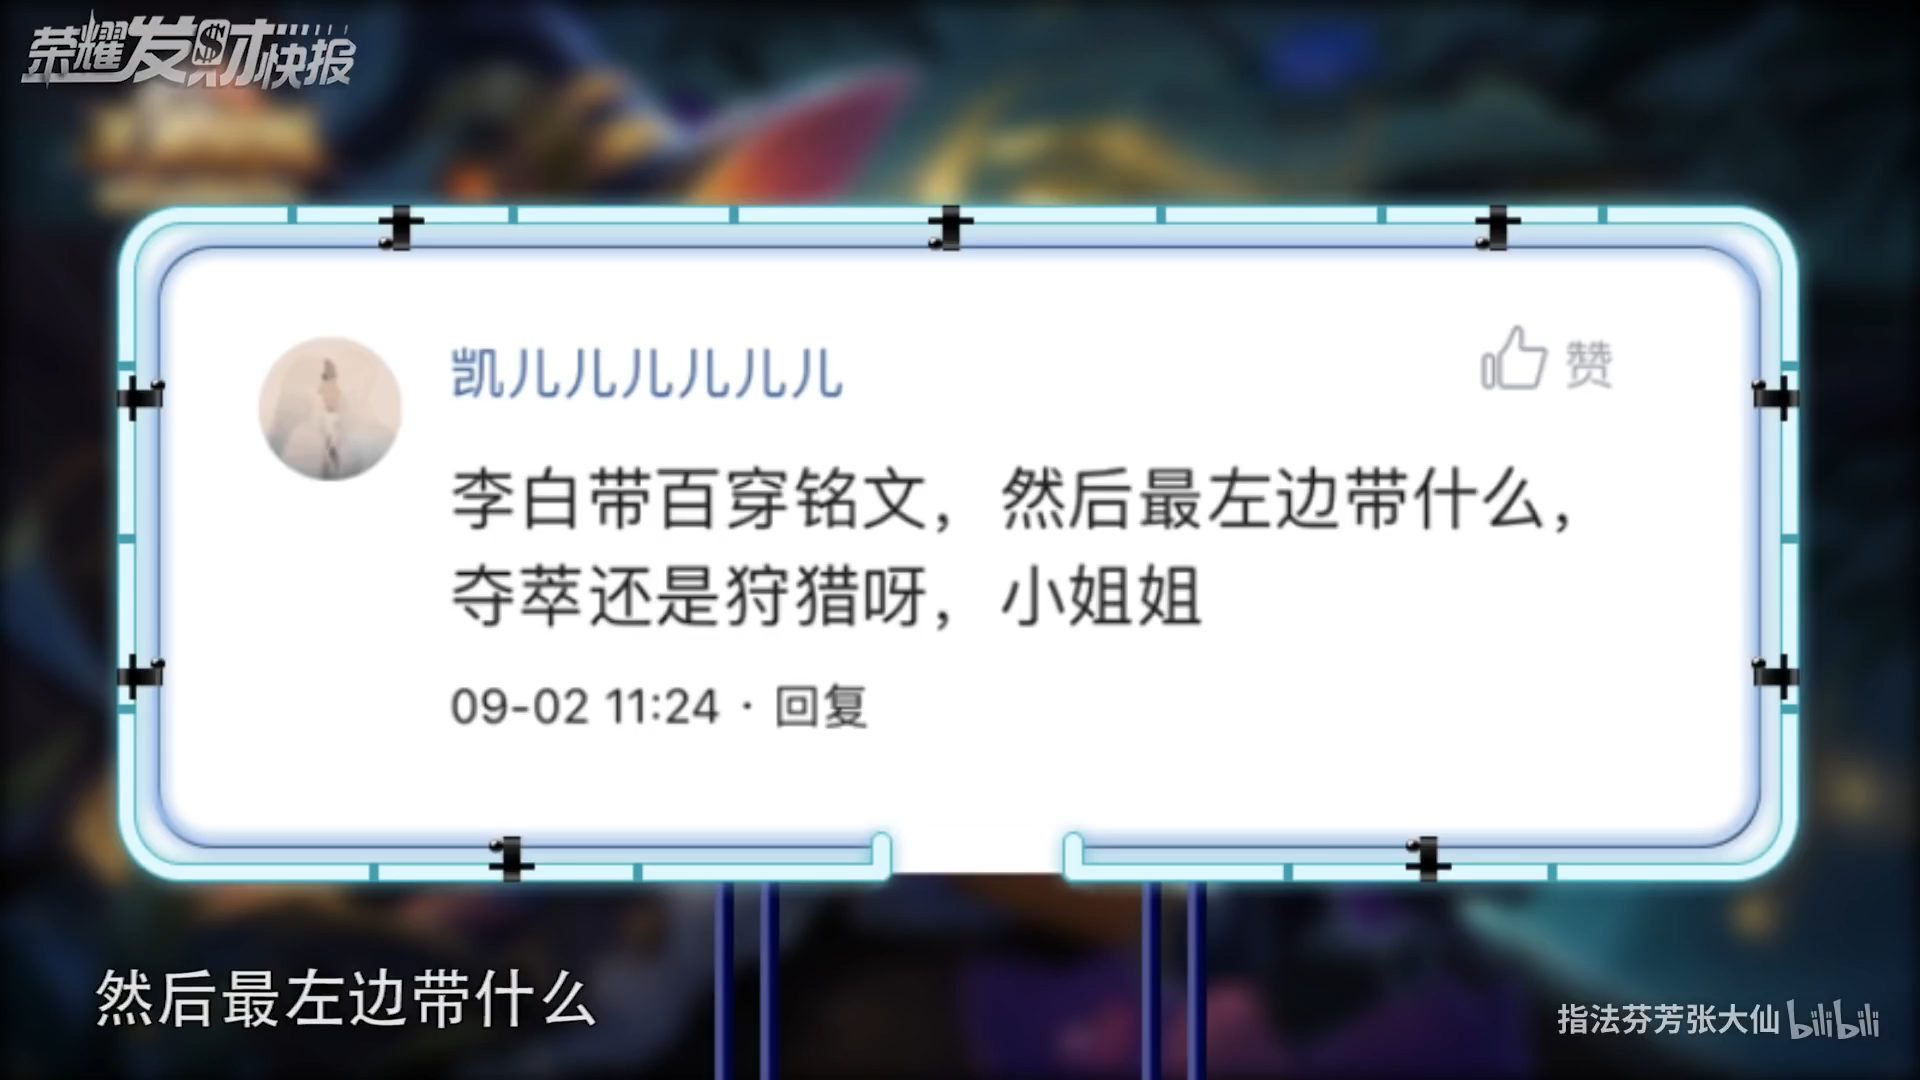 荣耀发财快报
凯儿儿儿儿儿儿
赞
李白带百穿铭文，然后最左边带什么，
夺萃还是狩猎呀，小姐姐
09-02 11:24 · 回复
然后最左边带什么
指法芬芳张大仙 bilibili